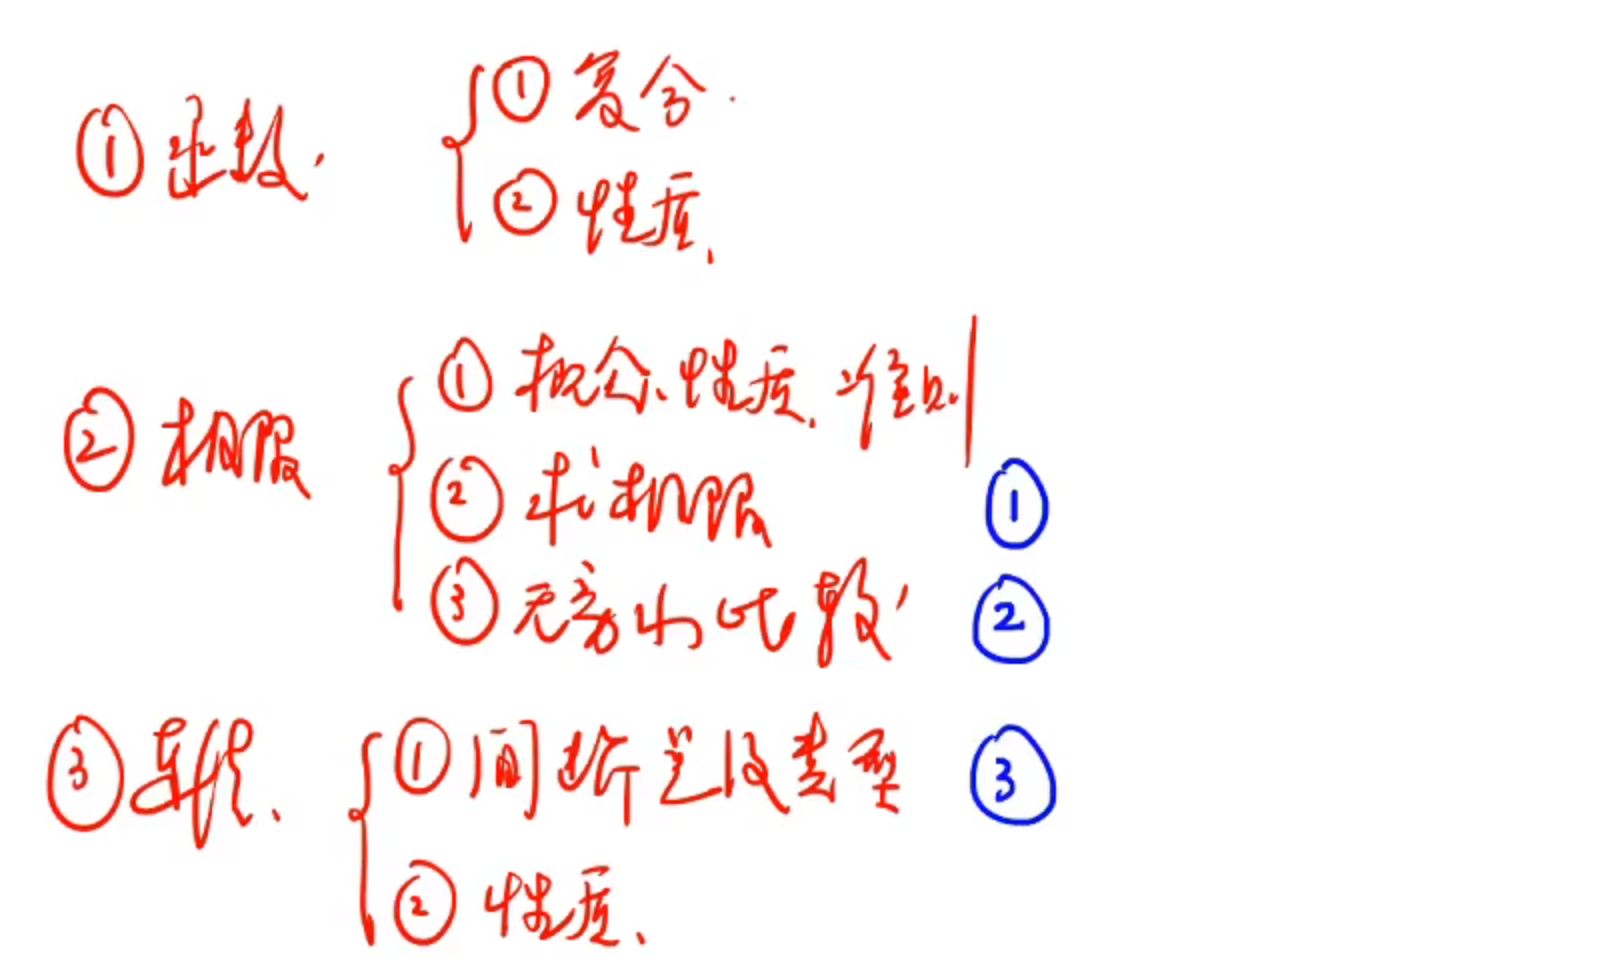 ① 函数.
① 复合.
② 性质.
② 极限
① 概念、性质、准则
② 求极限 ①
③ 无穷小比较 ②
③ 连续.
① 间断点及类型 ③
② 性质.